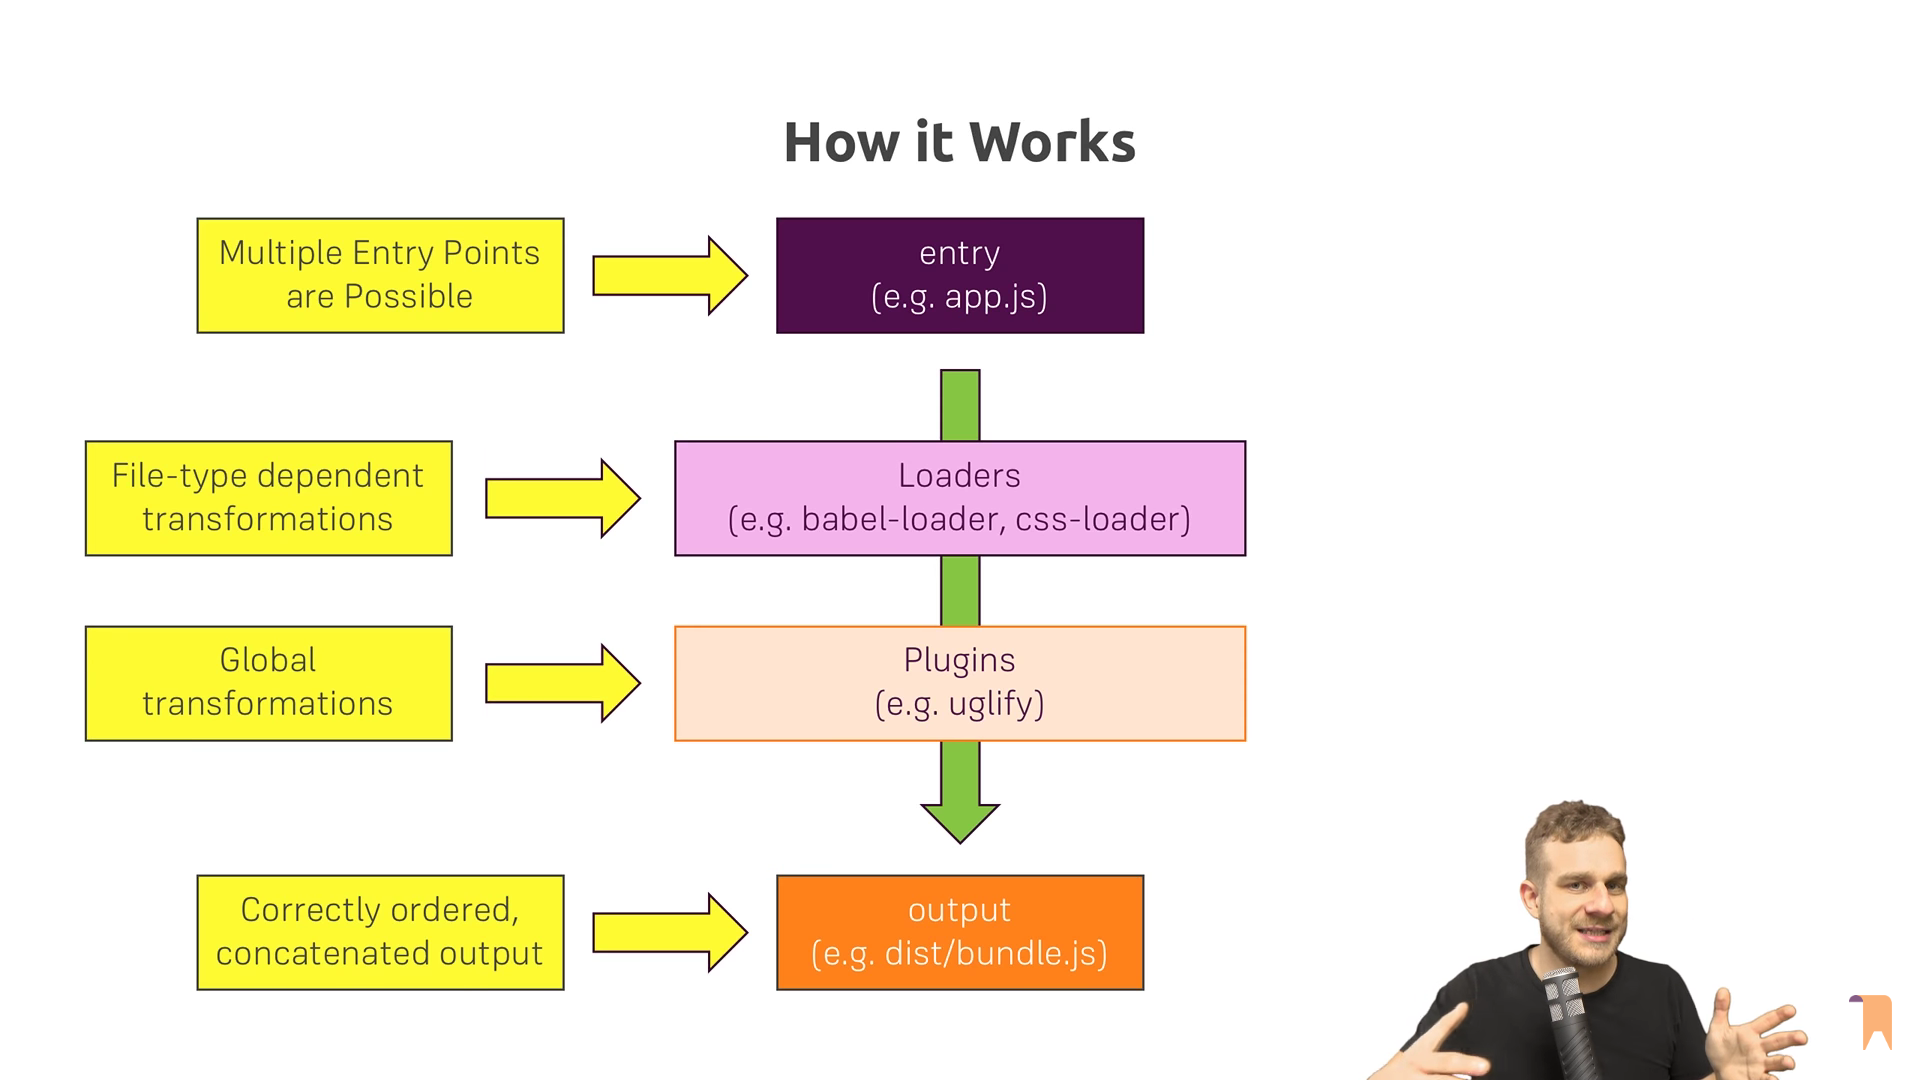 How it Works
Multiple Entry Points
are Possible
entry
(e.g. app.js)
File-type dependent
transformations
Loaders
(e.g. babel-loader, css-loader)
Global
transformations
Plugins
(e.g. uglify)
Correctly ordered,
concatenated output
output
(e.g. dist/bundle.js)